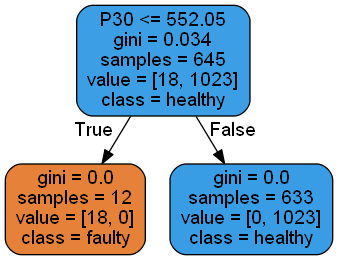 P30 <= 552.05
gini = 0.034
samples = 645
value = [18, 1023]
class = healthy
True
False
gini = 0.0
samples = 12
value = [18, 0]
class = faulty
gini = 0.0
samples = 633
value = [0, 1023]
class = healthy